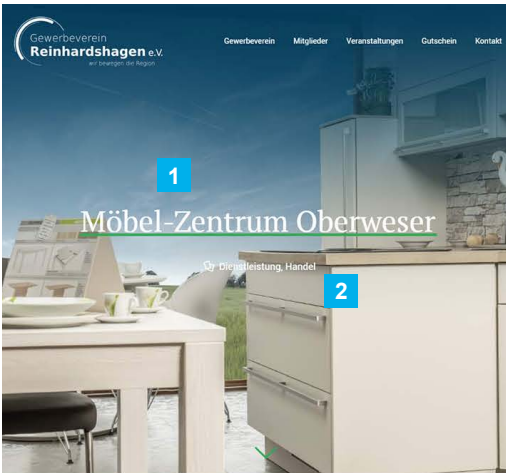 Gewerbeverein
Reinhardshagen e.V.
wir bewegen die Region
Gewerbeverein Mitglieder Veranstaltungen Gutschein Kontakt
1
Möbel-Zentrum Oberweser
Dienstleistung, Handel
2